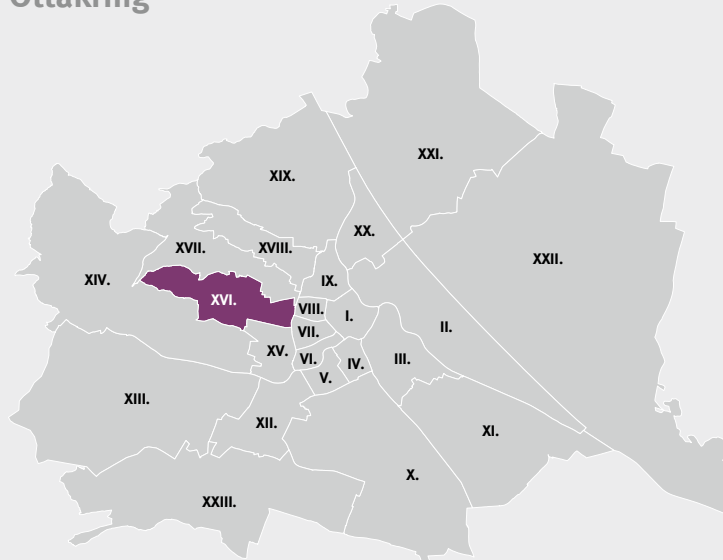 Ottakring
XXI.
XIX.
XX.
XVII.
XVIII.
XXII.
XIV.
IX.
XVI.
VIII.
I.
II.
VII.
XV.
VI.
IV.
III.
V.
XIII.
XII.
XI.
X.
XXIII.